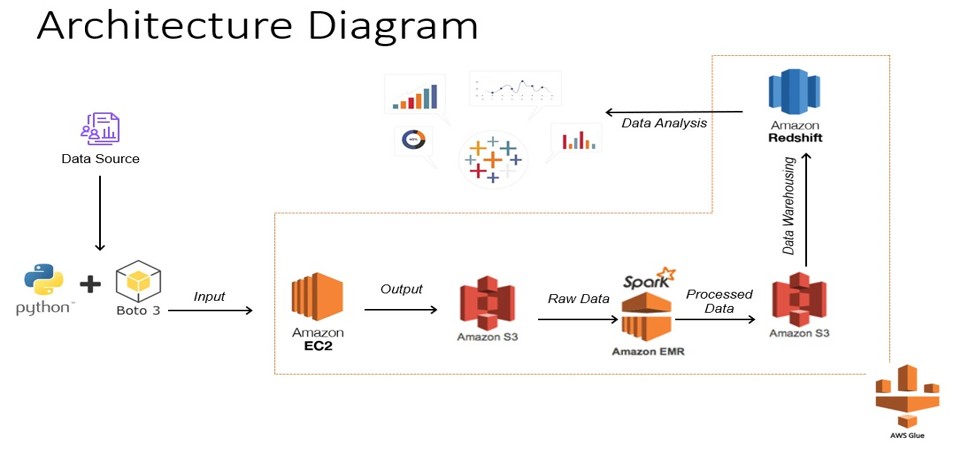 Architecture Diagram
Data Source
python
Boto 3
Input
Amazon
EC2
Output
Amazon S3
Raw Data
Spark
Amazon EMR
Processed
Data
Amazon S3
Data Warehousing
Amazon
Redshift
Data Analysis
AWS Glue